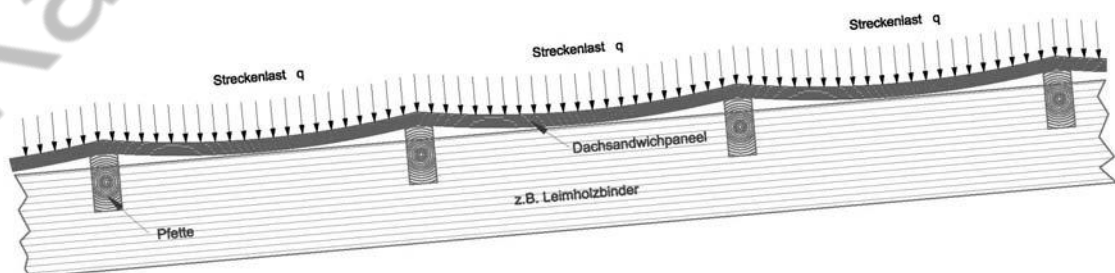 Streckenlast q
Streckenlast q
Streckenlast q
Dachsandwichpaneel
z.B. Leimholzbinder
Pfette